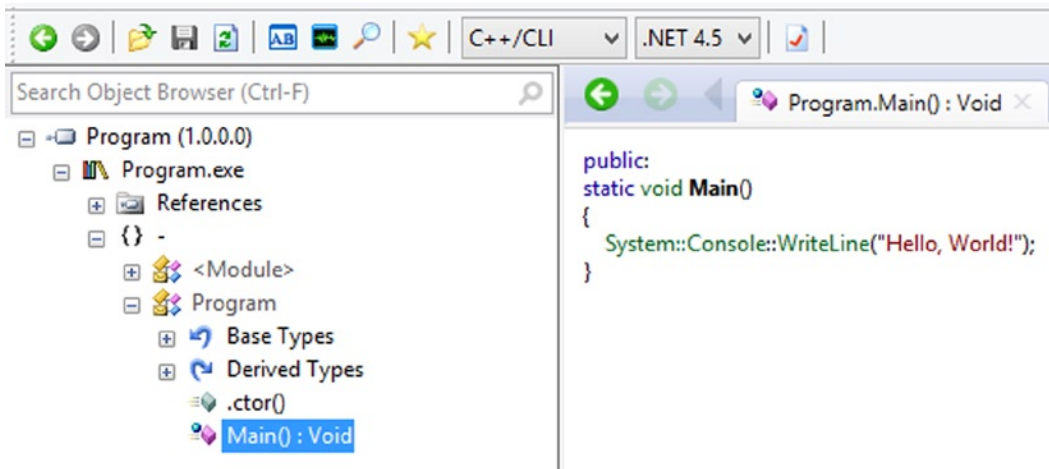 AB
C++/CLI
.NET 4.5
Search Object Browser (Ctrl-F)
Program.Main() : Void
Program (1.0.0.0)
Program.exe
References
{} -
<Module>
Program
Base Types
Derived Types
.ctor()
Main() : Void
public:
static void Main()
{
System::Console::WriteLine("Hello, World!");
}